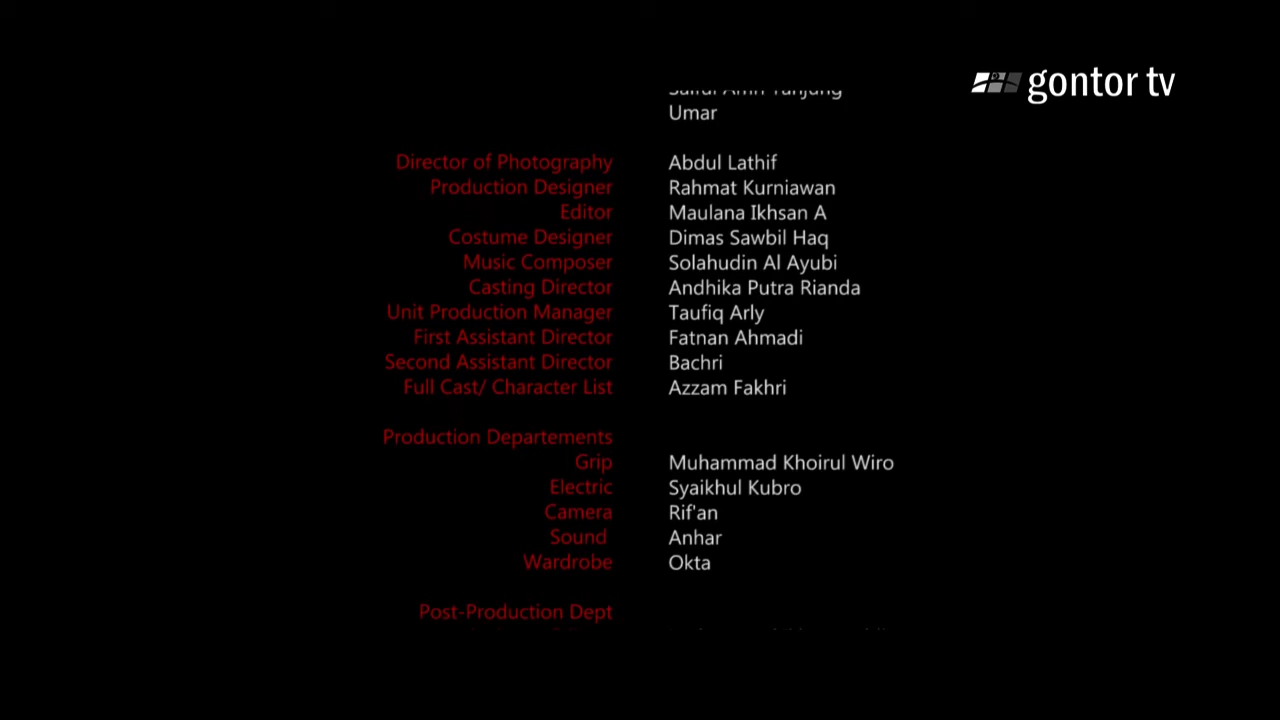 gontor tv
Umar
Director of Photography Abdul Lathif
Production Designer Rahmat Kurniawan
Editor Maulana Ikhsan A
Costume Designer Dimas Sawbil Haq
Music Composer Solahudin Al Ayubi
Casting Director Andhika Putra Rianda
Unit Production Manager Taufiq Arly
First Assistant Director Fatnan Ahmadi
Second Assistant Director Bachri
Full Cast/ Character List Azzam Fakhri
Production Departements
Grip Muhammad Khoirul Wiro
Electric Syaikhul Kubro
Camera Rif'an
Sound Anhar
Wardrobe Okta
Post-Production Dept